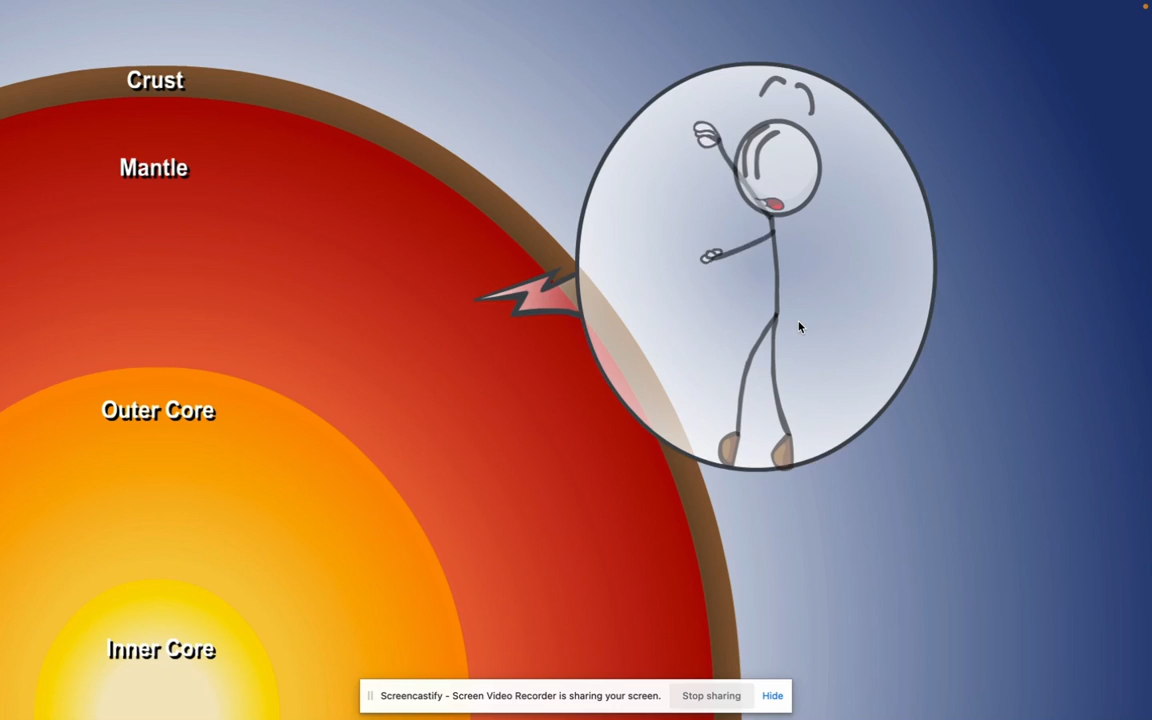 Crust
Mantle
Outer Core
Inner Core
Screencastify - Screen Video Recorder is sharing your screen. Stop sharing Hide